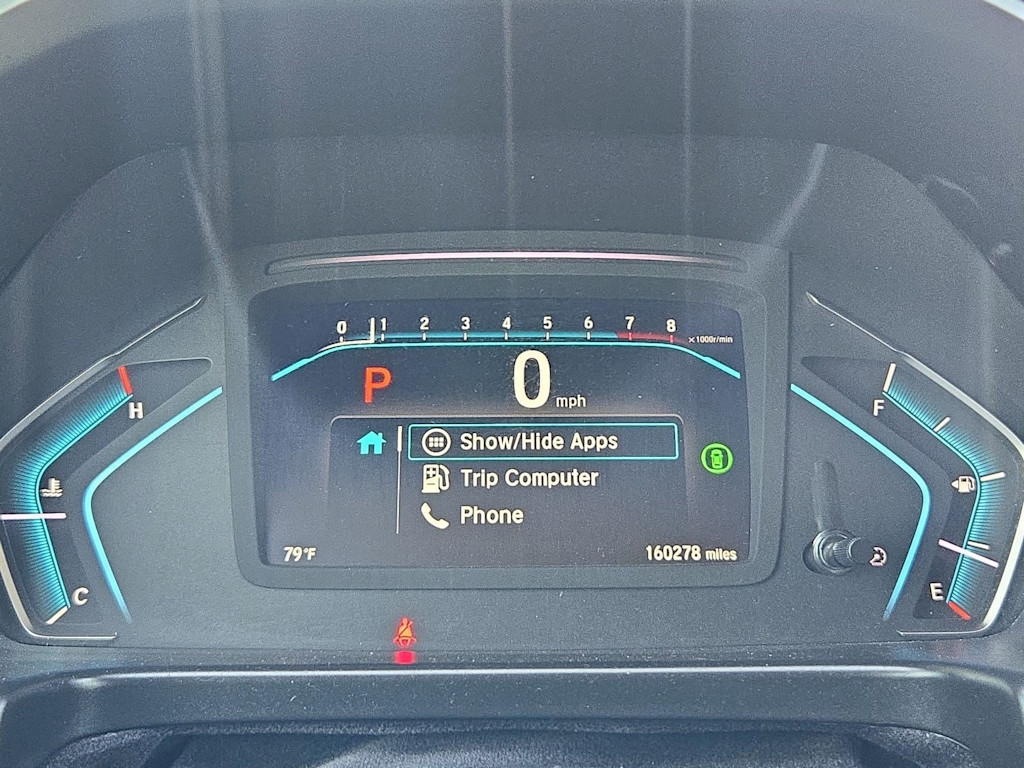 0 1 2 3 4 5 6 7 8 ×1000r/min
P 0 mph
H
F
Show/Hide Apps
Trip Computer
Phone
79°F
160278 miles
C
E